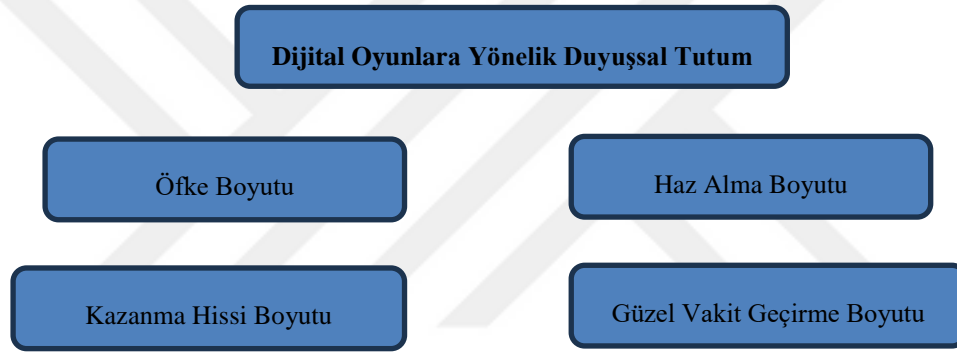 Dijital Oyunlara Yönelik Duyuşsal Tutum
Öfke Boyutu
Haz Alma Boyutu
Kazanma Hissi Boyutu
Güzel Vakit Geçirme Boyutu